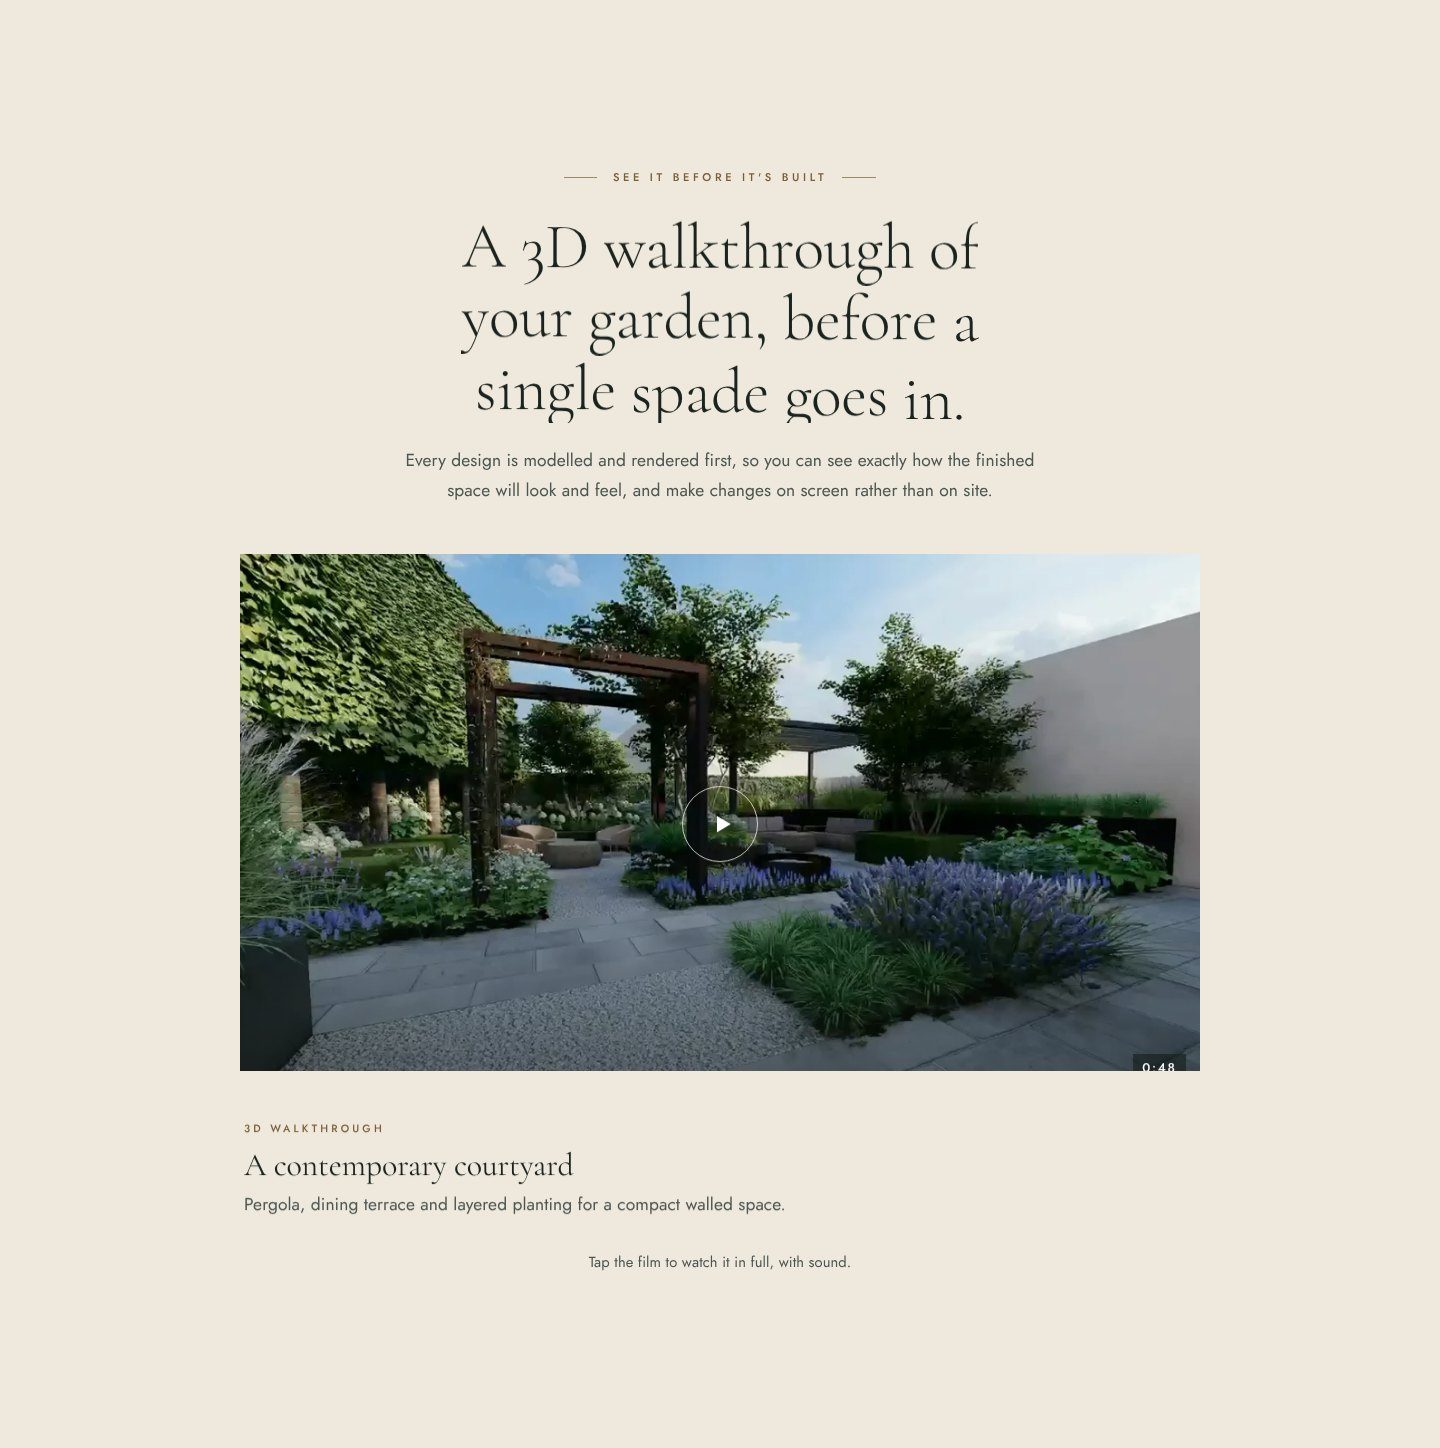 SEE IT BEFORE IT'S BUILT
A 3D walkthrough of
your garden, before a
single spade goes in.
Every design is modelled and rendered first, so you can see exactly how the finished
space will look and feel, and make changes on screen rather than on site.
0:48
3D WALKTHROUGH
A contemporary courtyard
Pergola, dining terrace and layered planting for a compact walled space.
Tap the film to watch it in full, with sound.